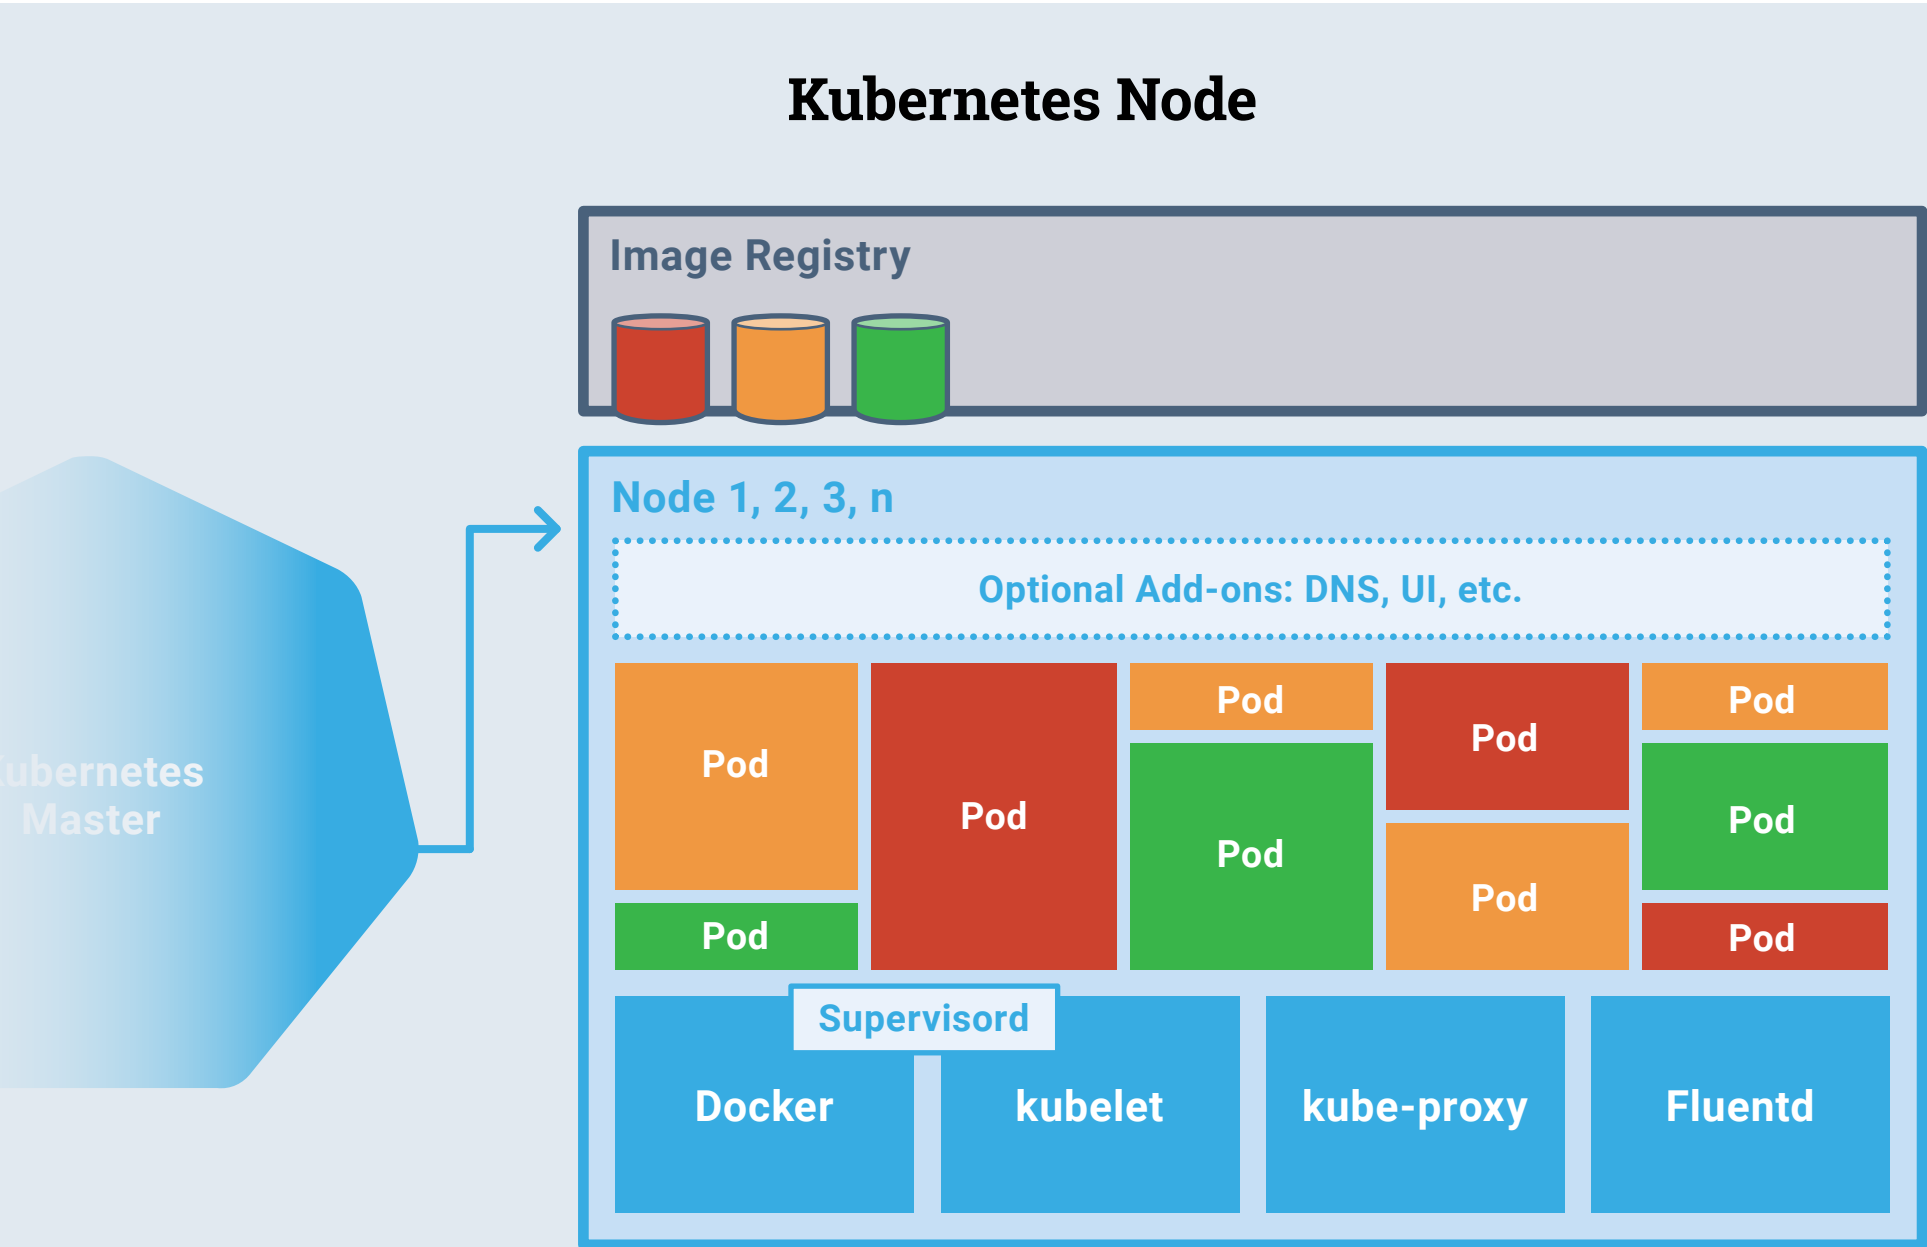 Kubernetes Node
Image Registry
Node 1, 2, 3, n
Optional Add-ons: DNS, UI, etc.
Pod
Pod
Pod
Pod
Pod
Pod
Pod
Pod
Pod
Pod
Supervisord
Docker
kubelet
kube-proxy
Fluentd
Kubernetes
Master